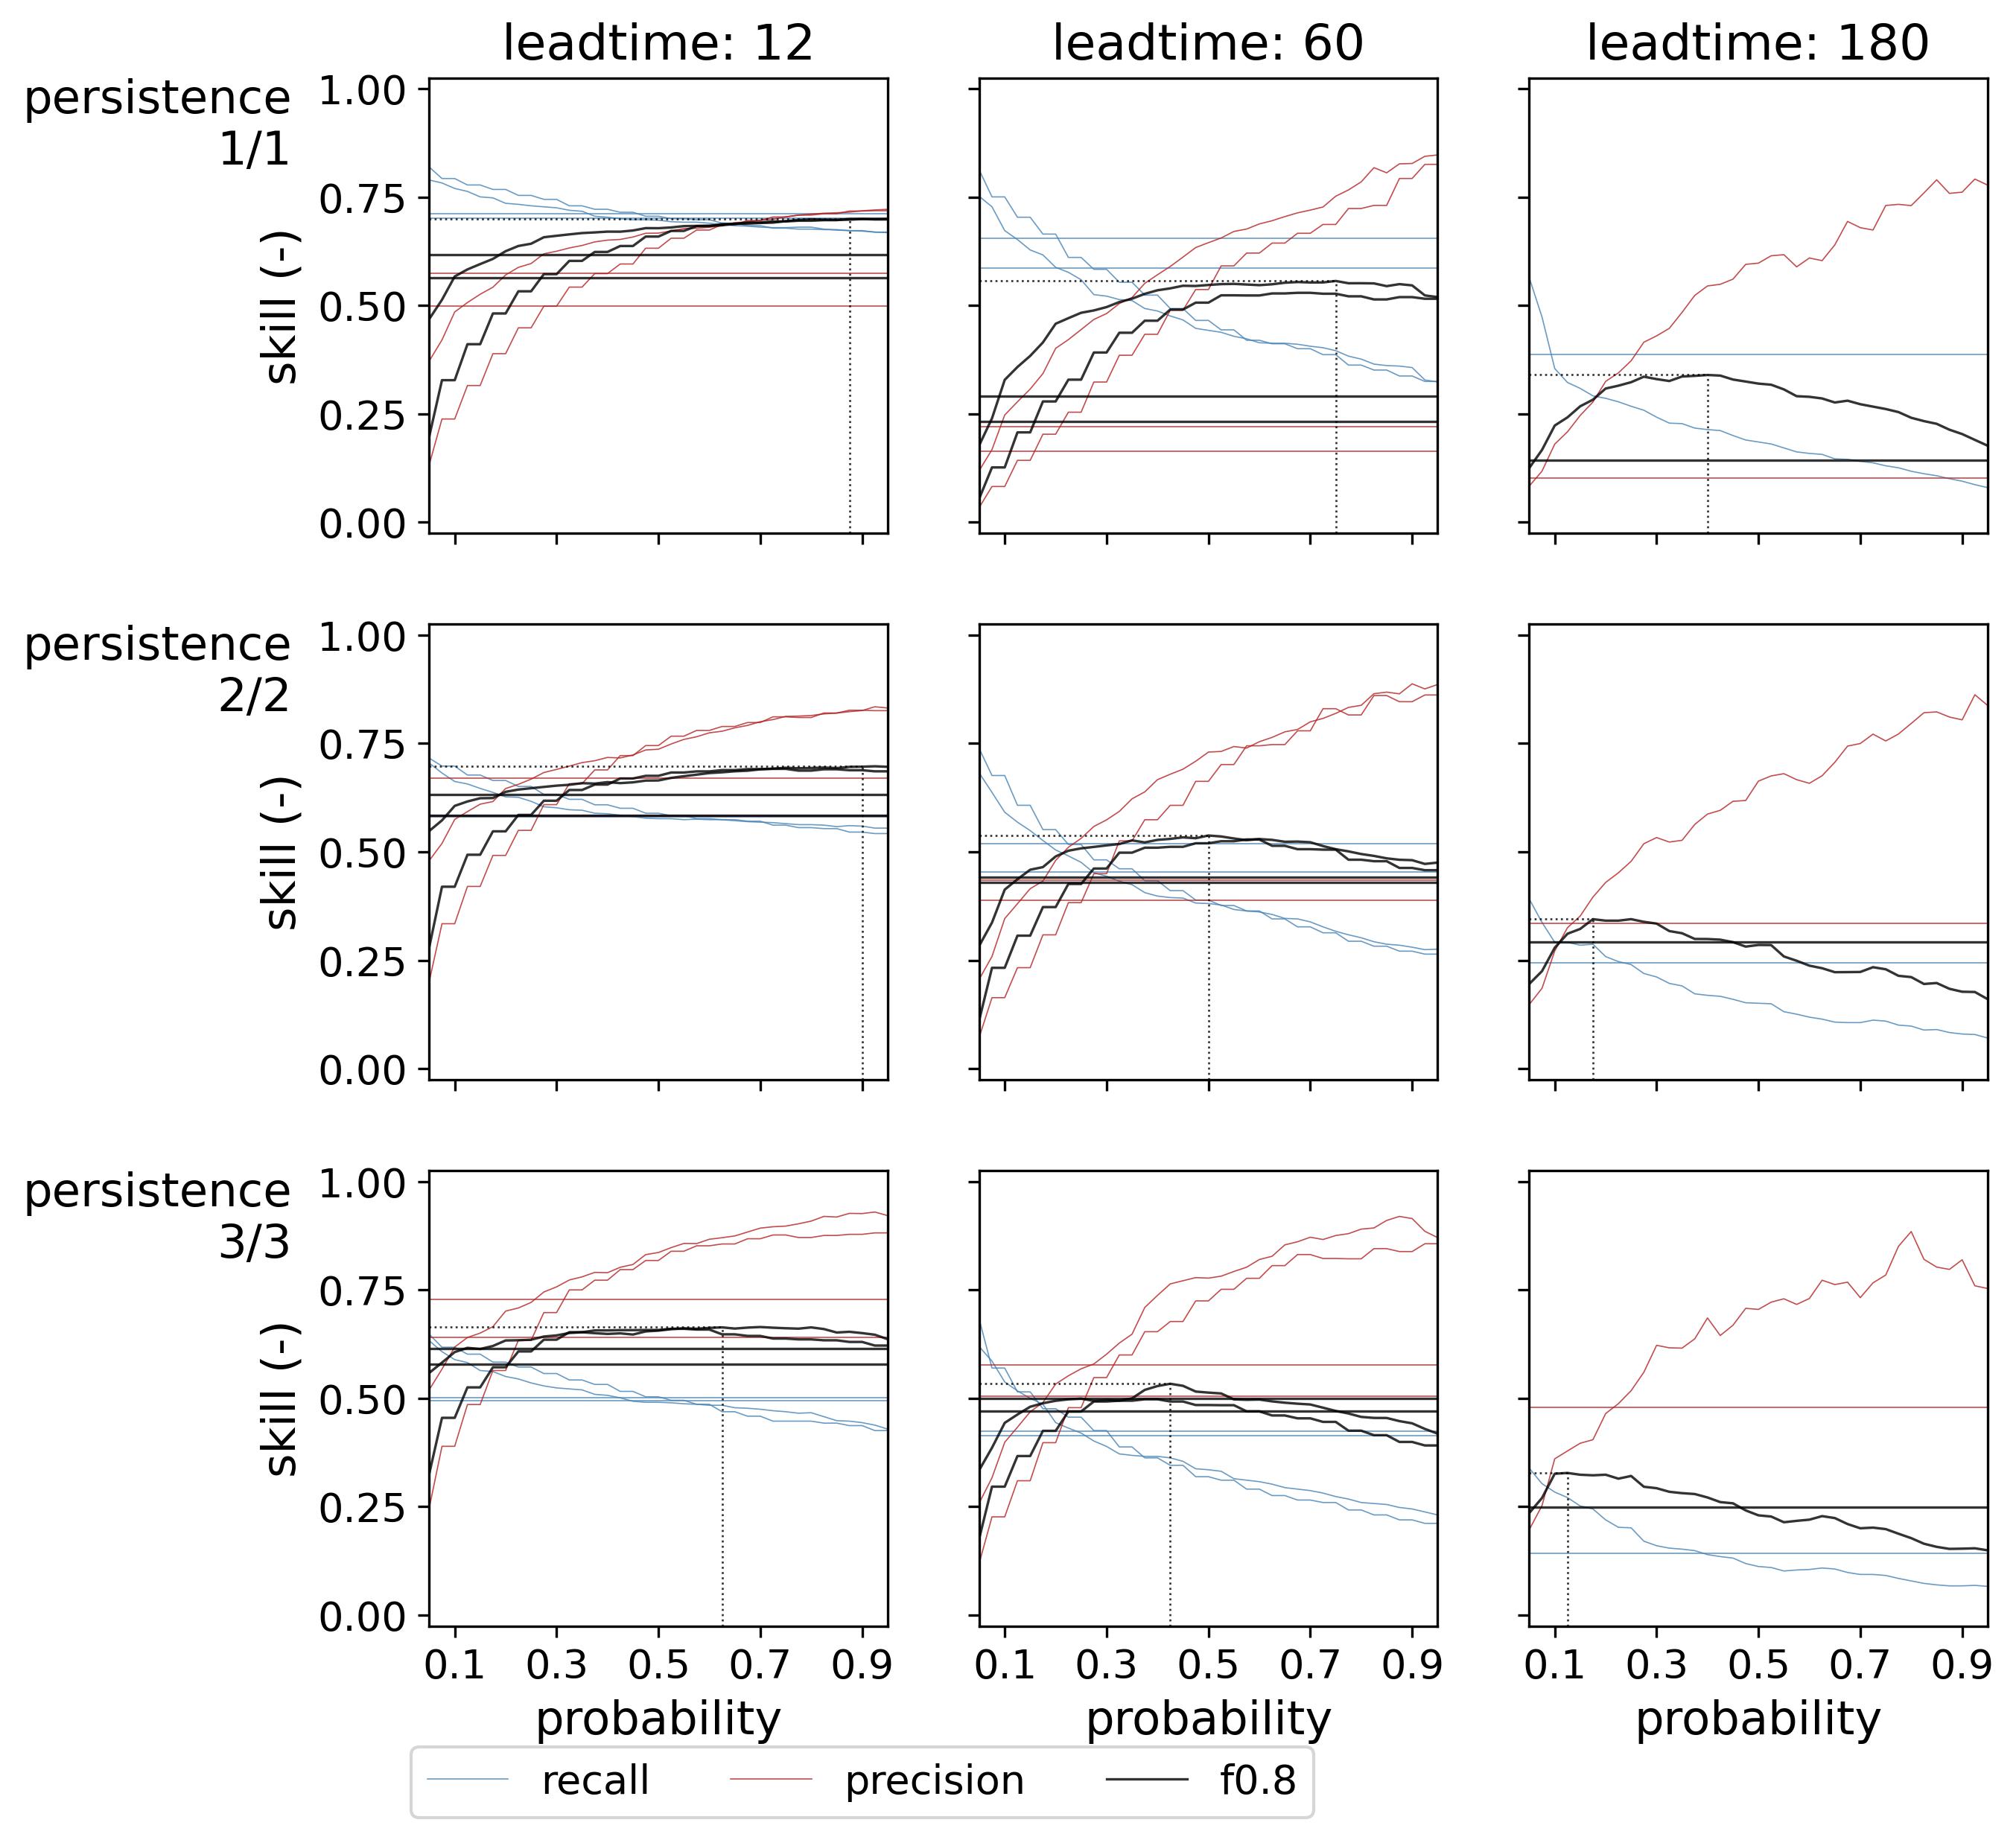 leadtime: 12 leadtime: 60 leadtime: 180
persistence
1/1
1.00
0.75
0.50
0.25
0.00
skill (-)
persistence
2/2
1.00
0.75
0.50
0.25
0.00
skill (-)
persistence
3/3
1.00
0.75
0.50
0.25
0.00
skill (-)
0.1 0.3 0.5 0.7 0.9 0.1 0.3 0.5 0.7 0.9 0.1 0.3 0.5 0.7 0.9
probability probability probability
recall precision f0.8